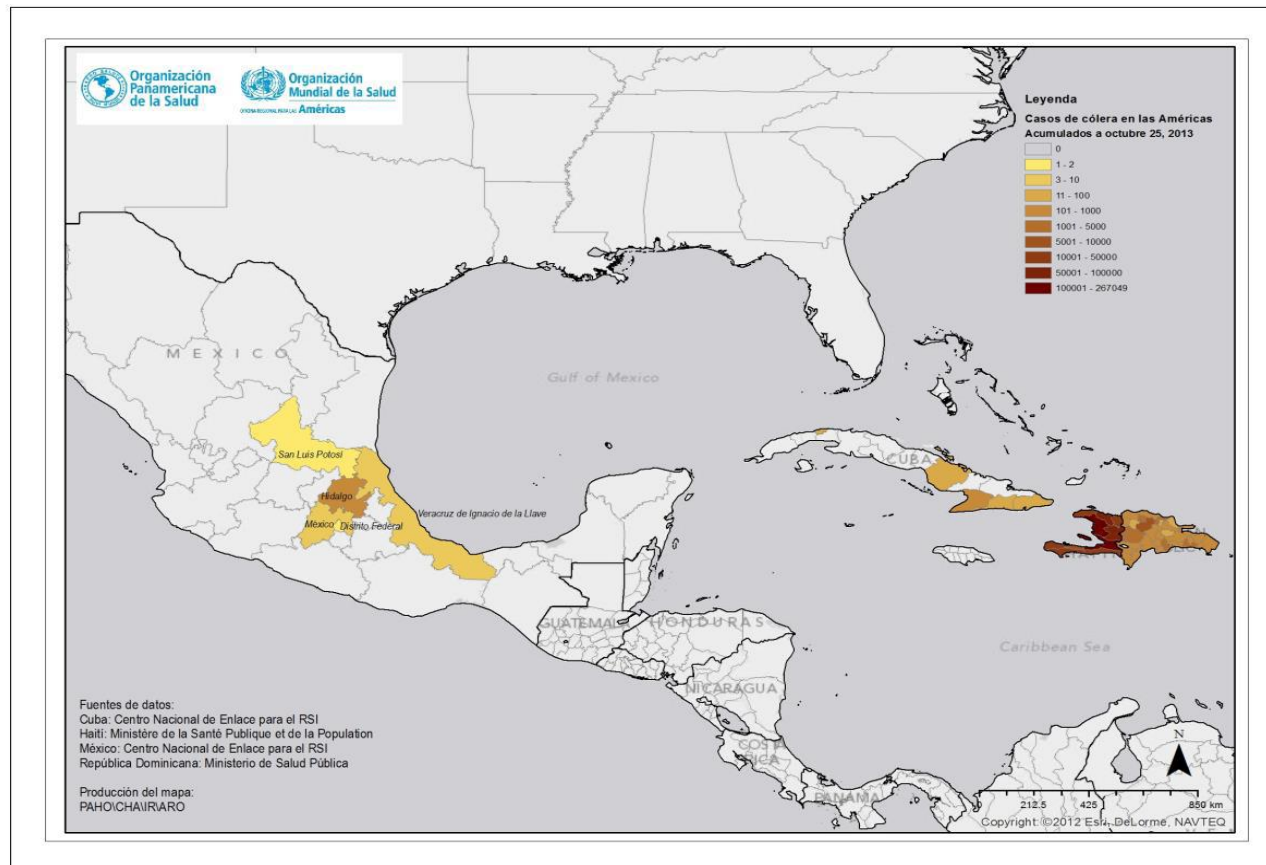 Organización
Panamericana
de la Salud
Organización
Mundial de la Salud
OFICINA REGIONAL PARA LAS Américas
Leyenda
Casos de cólera en las Américas
Acumulados a octubre 25, 2013
0
1 - 2
3 - 10
11 - 100
101 - 1000
1001 - 5000
5001 - 10000
10001 - 50000
50001 - 100000
100001 - 267049
MEXICO
Gulf of Mexico
San Luis Potosí
Hidalgo
México
Distrito Federal
Veracruz de Ignacio de la Llave
CUBA
GUATEMALA
HONDURAS
NICARAGUA
COSTA
RICA
PANAMA
Caribbean Sea
Fuentes de datos:
Cuba: Centro Nacional de Enlace para el RSI
Haití: Ministére de la Santé Publique et de la Population
México: Centro Nacional de Enlace para el RSI
República Dominicana: Ministerio de Salud Pública
Producción del mapa:
PAHO\CHA\IR\ARO
N
0 212.5 425 850 km
Copyright: ©2012 Esri, DeLorme, NAVTEQ